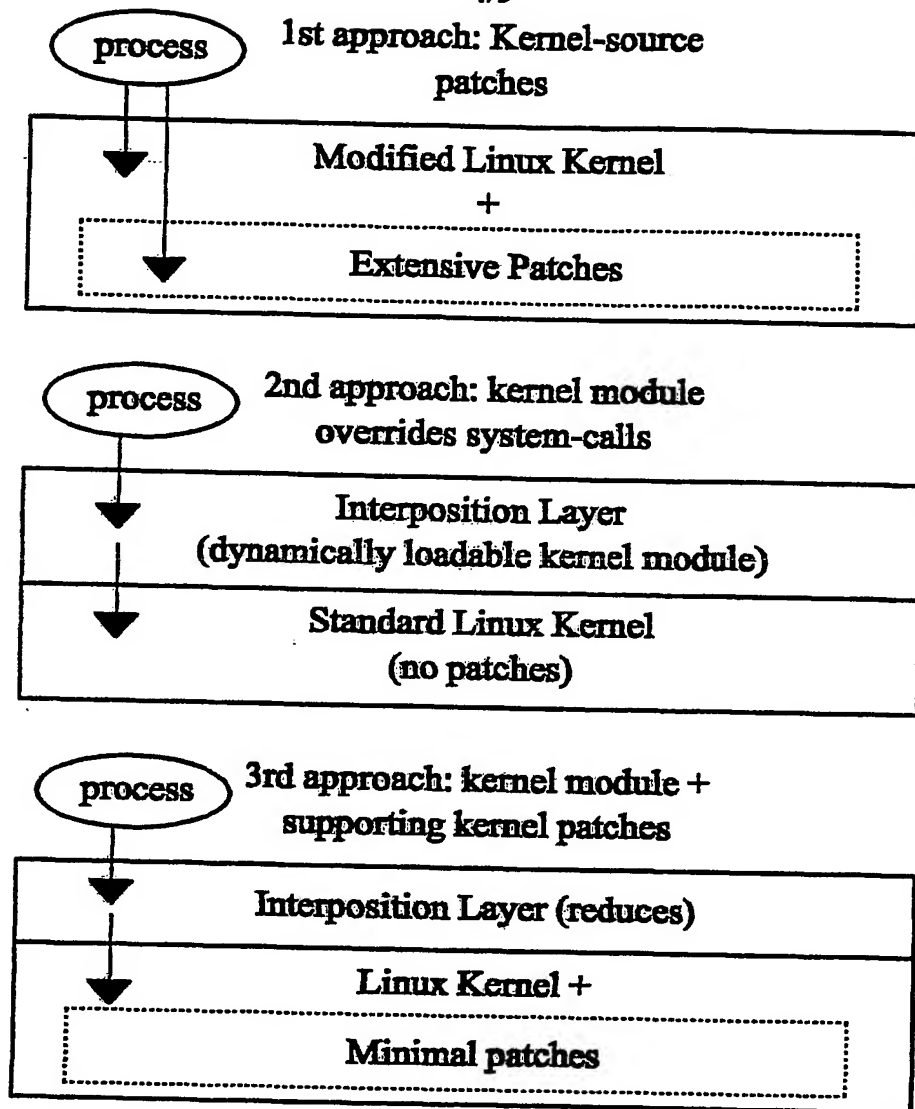 process
1st approach: Kernel-source
patches
Modified Linux Kernel
+
Extensive Patches
process
2nd approach: kernel module
overrides system-calls
Interposition Layer
(dynamically loadable kernel module)
Standard Linux Kernel
(no patches)
process
3rd approach: kernel module +
supporting kernel patches
Interposition Layer (reduces)
Linux Kernel +
Minimal patches